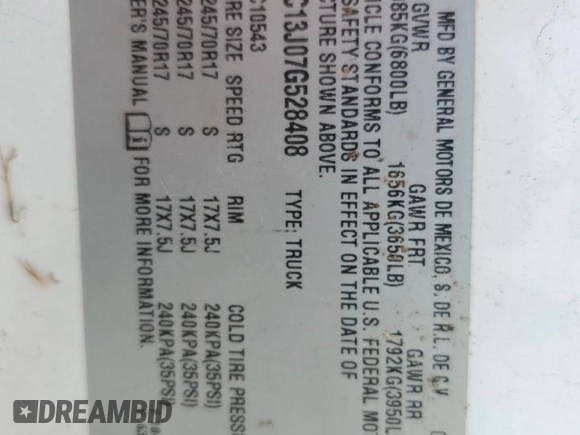 MFD BY GENERAL MOTORS DE MEXICO, S. DE R.L. DE C.V.
GVWR GAWR FRT GAWR RR
85KG(6800LB) 1656KG(3650LB) 1792KG(3950L
ICLE CONFORMS TO ALL APPLICABLE U.S. FEDERAL MOT
SAFETY STANDARDS IN EFFECT ON THE DATE OF
TURE SHOWN ABOVE.
C13J07G528408 TYPE: TRUCK
C10543
RE SIZE SPEED RTG RIM COLD TIRE PRESS
245/70R17 S 17X7.5J 240KPA(35PSI)
245/70R17 S 17X7.5J 240KPA(35PSI)
245/70R17 S 17X7.5J 240KPA(35PSI)
ER'S MANUAL FOR MORE INFORMATION.
DREAMBID